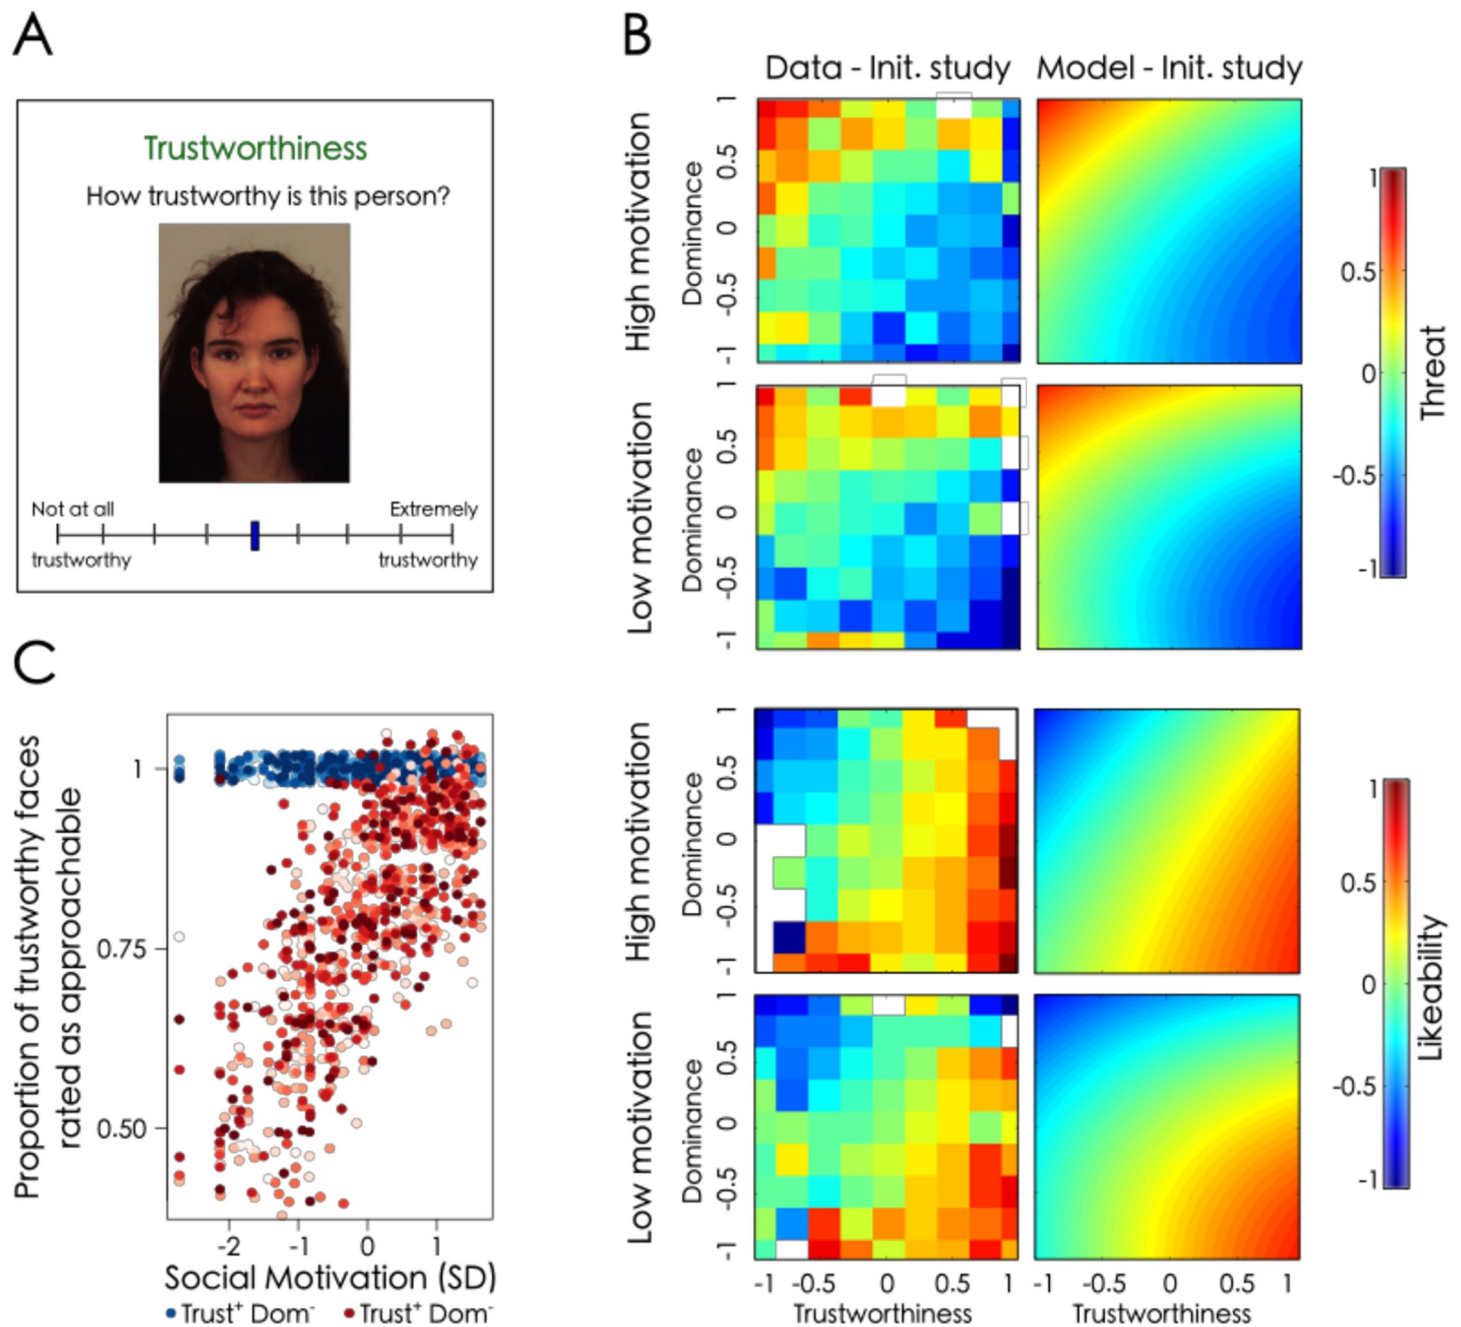 A
Trustworthiness
How trustworthy is this person?
Not at all
trustworthy
Extremely
trustworthy
B
Data - Init. study
Model - Init. study
High motivation
Dominance
1
0.5
0
-0.5
-1
Low motivation
Dominance
1
0.5
0
-0.5
-1
1
0.5
0
-0.5
-1
Threat
High motivation
Dominance
1
0.5
0
-0.5
-1
Low motivation
Dominance
1
0.5
0
-0.5
-1
-1 -0.5 0 0.5 1
Trustworthiness
-1 0 0.5 1
Trustworthiness
1
0.5
0
-0.5
-1
Likeability
C
Proportion of trustworthy faces
rated as approachable
1
0.75
0.50
-2 -1 0 1
Social Motivation (SD)
Trust+ Dom-
Trust+ Dom-